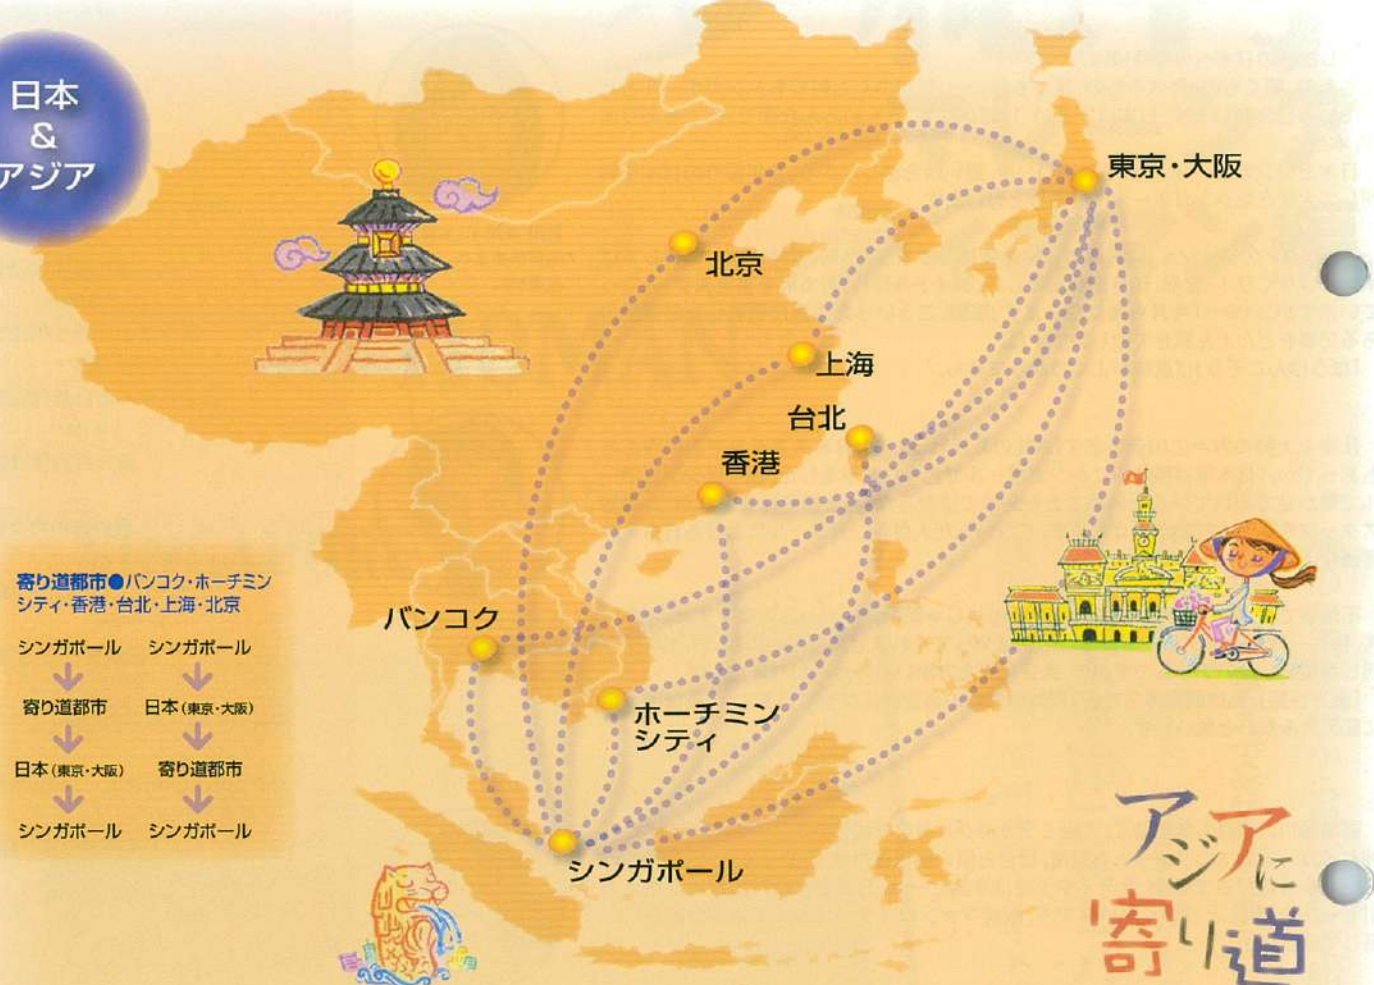 日本
&
アジア
東京・大阪
北京
上海
台北
香港
バンコク
ホーチミン
シティ
シンガポール
寄り道都市●バンコク・ホーチミン
シティ・香港・台北・上海・北京
シンガポール シンガポール
寄り道都市 日本(東京・大阪)
日本(東京・大阪) 寄り道都市
シンガポール シンガポール
アジアに
寄り道